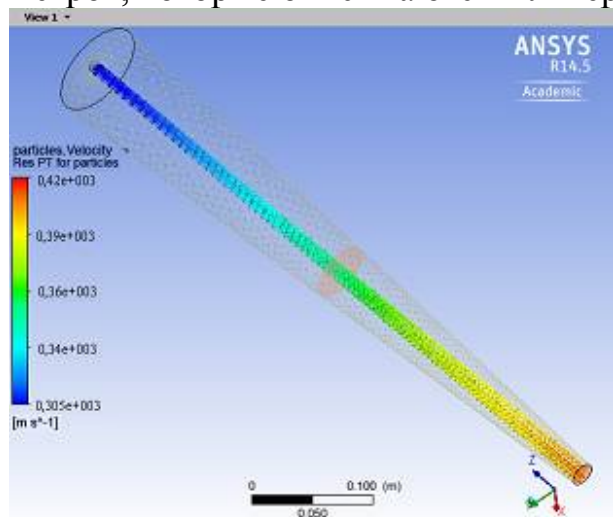 View 1
ANSYS
R14.5
Academic
particles.Velocity
Res PT for particles
0,42e+003
0,39e+003
0,36e+003
0,34e+003
0,305e+003
[m s^-1]
0
0.100 (m)
0.050
Z
X